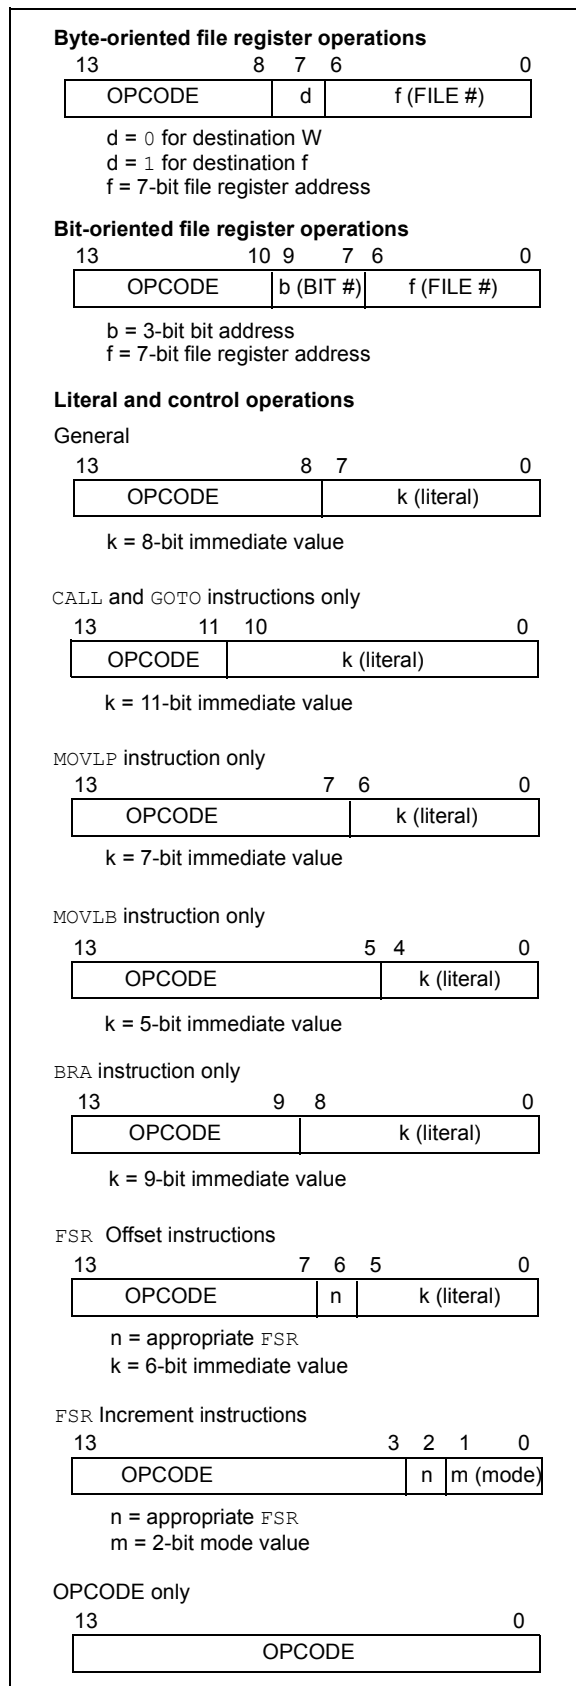 Byte-oriented file register operations
13 8 7 6 0
OPCODE d f (FILE #)
d = 0 for destination W
d = 1 for destination f
f = 7-bit file register address
Bit-oriented file register operations
13 10 9 7 6 0
OPCODE b (BIT #) f (FILE #)
b = 3-bit bit address
f = 7-bit file register address
Literal and control operations
General
13 8 7 0
OPCODE k (literal)
k = 8-bit immediate value
CALL and GOTO instructions only
13 11 10 0
OPCODE k (literal)
k = 11-bit immediate value
MOVLP instruction only
13 7 6 0
OPCODE k (literal)
k = 7-bit immediate value
MOVLB instruction only
13 5 4 0
OPCODE k (literal)
k = 5-bit immediate value
BRA instruction only
13 9 8 0
OPCODE k (literal)
k = 9-bit immediate value
FSR Offset instructions
13 7 6 5 0
OPCODE n k (literal)
n = appropriate FSR
k = 6-bit immediate value
FSR Increment instructions
13 3 2 1 0
OPCODE n m (mode)
n = appropriate FSR
m = 2-bit mode value
OPCODE only
13 0
OPCODE